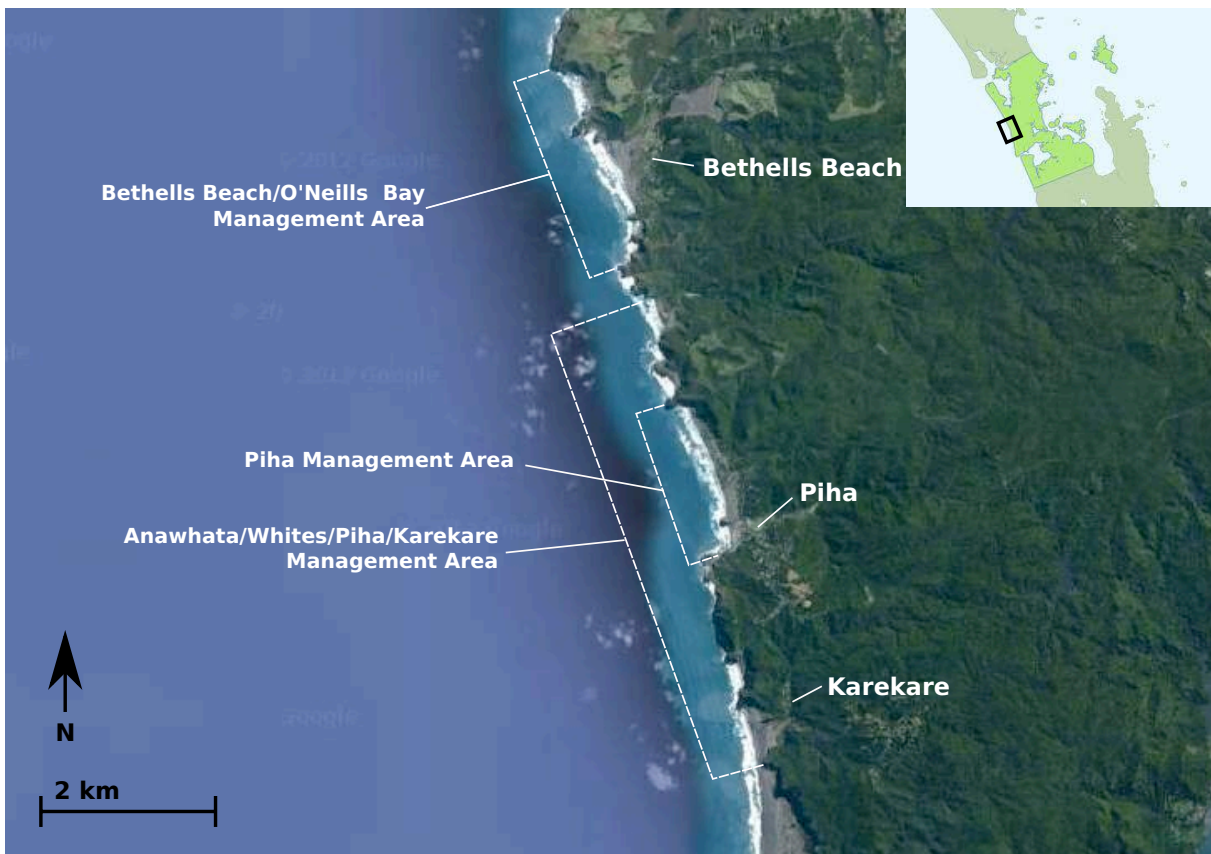 Bethells Beach
Bethells Beach/O'Neills  Bay
Management Area
Piha Management Area
Piha
Anawhata/Whites/Piha/Karekare
Management Area
Karekare
N
2 km
Google